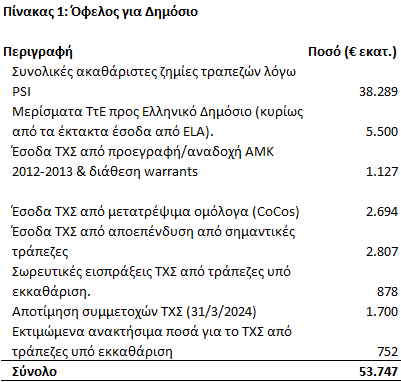 Πίνακας 1: Όφελος για Δημόσιο
Περιγραφή Ποσό (€ εκατ.)
Συνολικές ακαθάριστες ζημίες τραπεζών λόγω
PSI 38.289
Μερίσματα ΤτΕ προς Ελληνικό Δημόσιο (κυρίως
από τα έκτακτα έσοδα από ELA). 5.500
Έσοδα ΤΧΣ από προεγραφή/αναδοχή ΑΜΚ
2012-2013 & διάθεση warrants 1.127
Έσοδα ΤΧΣ από μετατρέψιμα ομόλογα (CoCos) 2.694
Έσοδα ΤΧΣ από αποεπένδυση από σημαντικές
τράπεζες 2.807
Σωρευτικές εισπράξεις ΤΧΣ από τράπεζες υπό
εκκαθάριση. 878
Αποτίμηση συμμετοχών ΤΧΣ (31/3/2024) 1.700
Εκτιμώμενα ανακτήσιμα ποσά για το ΤΧΣ από
τράπεζες υπό εκκαθάριση 752
Σύνολο 53.747